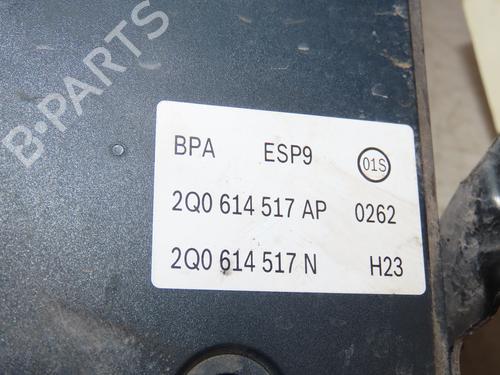 B-PARTS
BPA ESP9 01S
2Q0 614 517 AP 0262
2Q0 614 517 N H23